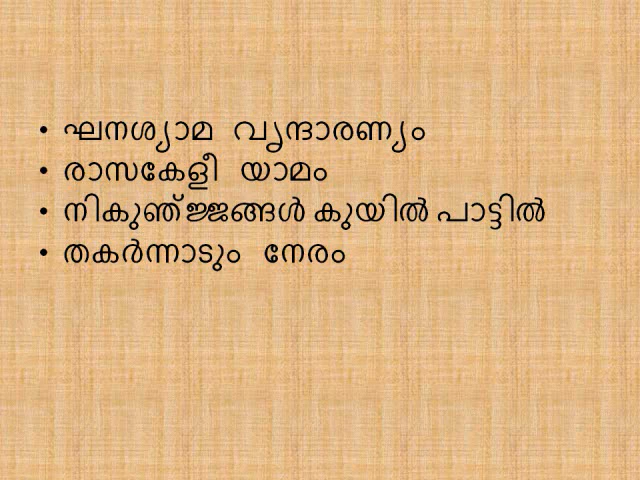 • ഘനശ്യാമ വൃന്ദാരണ്യം
• രാസകേളീ യാമം
• നികുഞ്ജ്ജങ്ങൾ കുയിൽ പാട്ടിൽ
• തകർന്നാടും നേരം